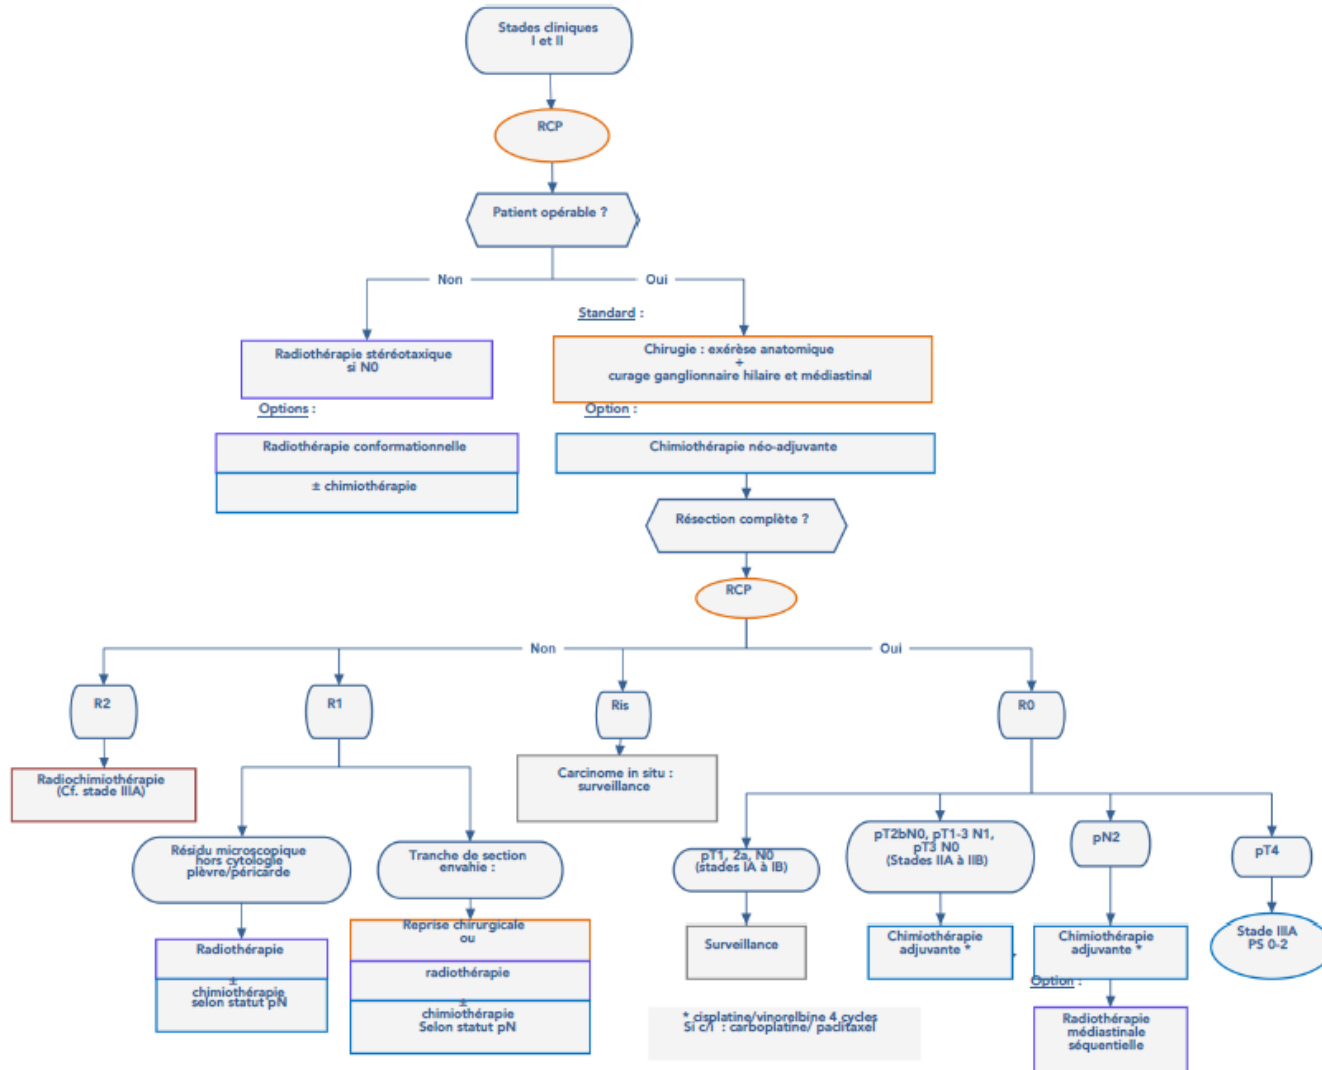 Stades cliniques
I et II
RCP
Patient opérable ?
Non
Oui
Standard :
Radiothérapie stéréotaxique
si N0
Chirugie : exérèse anatomique
+
curage ganglionnaire hilaire et médiastinal
Options :
Option :
Radiothérapie conformationnelle
± chimiothérapie
Chimiothérapie néo-adjuvante
Résection complète ?
RCP
Non
Oui
R2
R1
Ris
R0
Radiochimiothérapie
(Cf. stade IIIA)
Carcinome in situ :
surveillance
Résidu microscopique
hors cytologie
plèvre/péricarde
Tranche de section
envahie :
pT1, 2a, N0
(stades IA à IB)
pT2bN0, pT1-3 N1,
pT3 N0
(Stades IIA à IIB)
pN2
pT4
Radiothérapie
±
chimiothérapie
selon statut pN
Reprise chirurgicale
ou
radiothérapie
±
chimiothérapie
Selon statut pN
Surveillance
Chimiothérapie
adjuvante *
Chimiothérapie
adjuvante *
Stade IIIA
PS 0-2
Option :
Radiothérapie
médiastinale
séquentielle
* cisplatine/vinorelbine 4 cycles
Si c/i : carboplatine/ paclitaxel